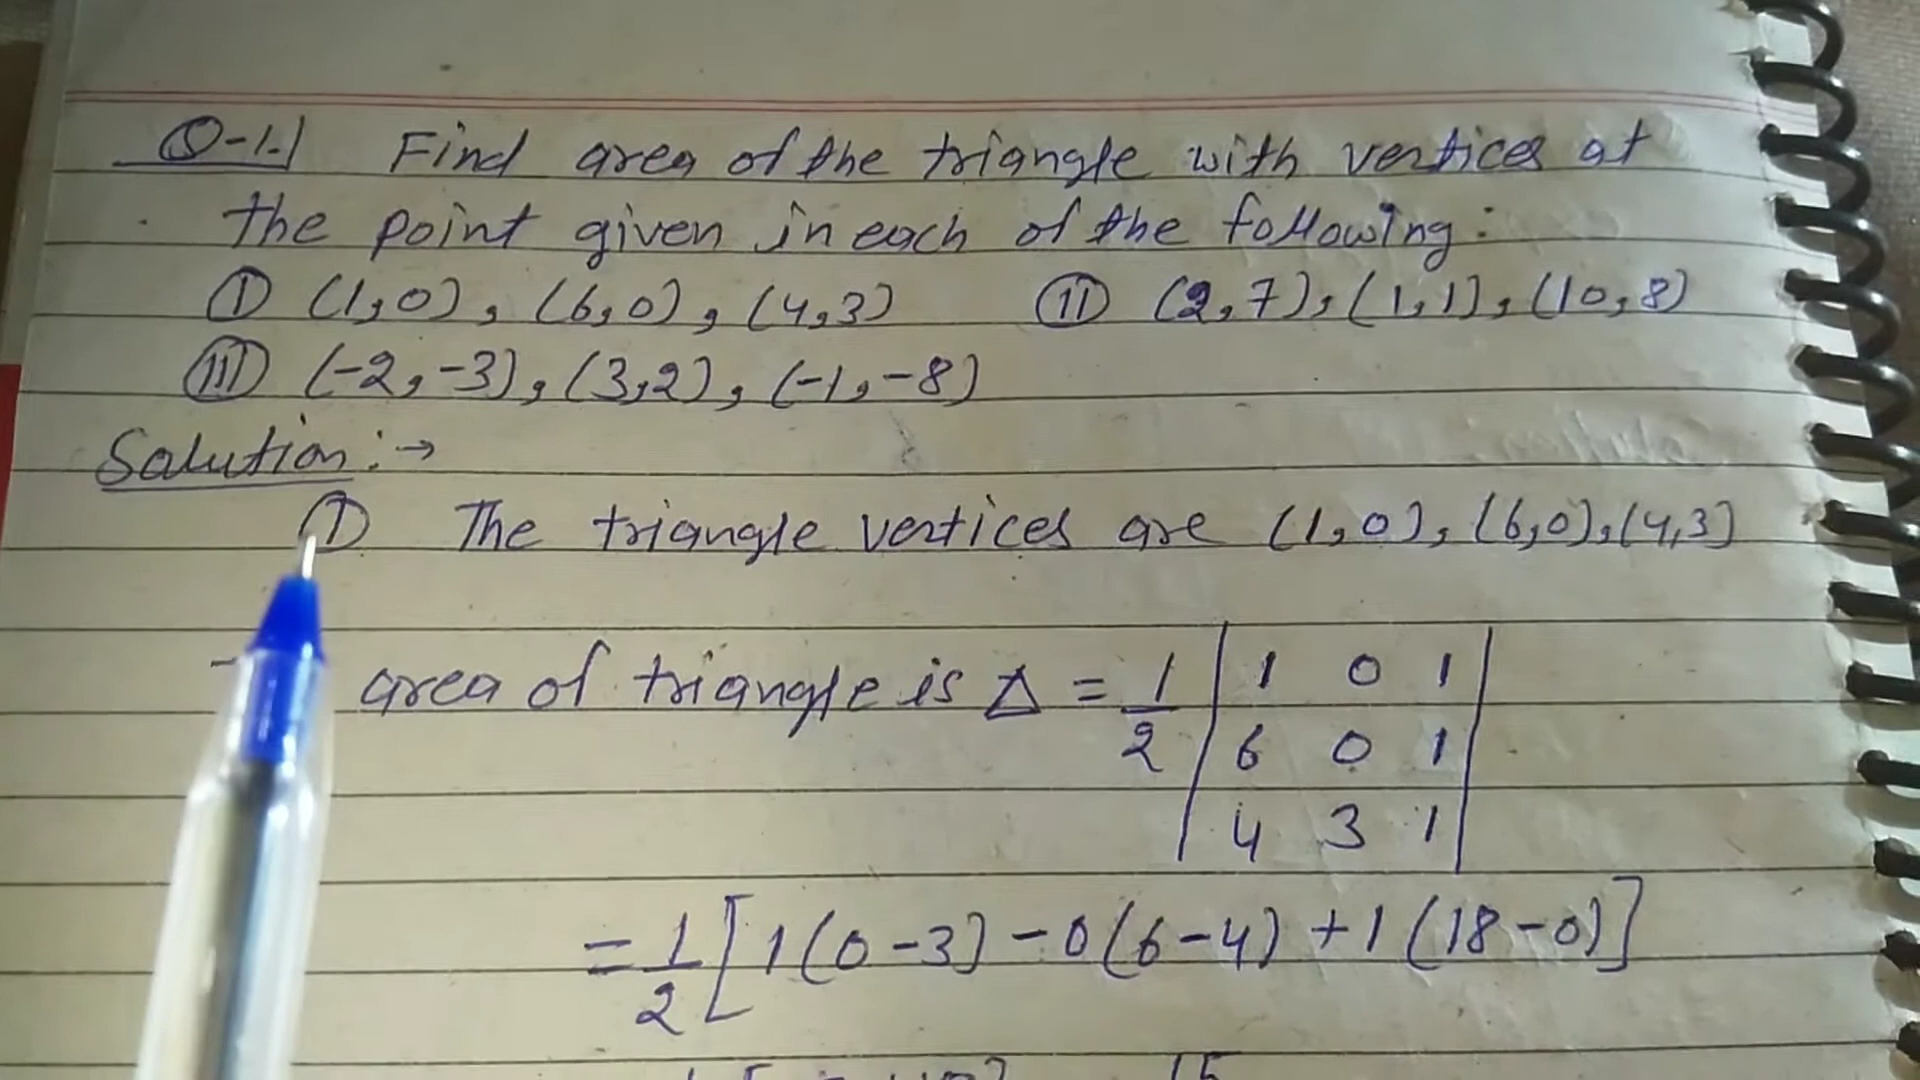 Q-1. Find area of the triangle with vertices at
the point given in each of the following:
(I) (1,0), (6,0), (4,3) (II) (2,7), (1,1), (10,8)
(III) (-2,-3), (3,2), (-1,-8)
Solution:→
(I) The triangle vertices are (1,0), (6,0), (4,3)
area of triangle is Δ = 1/2 | 1 0 1 |
| 6 0 1 |
| 4 3 1 |
= 1/2 [1(0-3) - 0(6-4) + 1(18-0)]
15